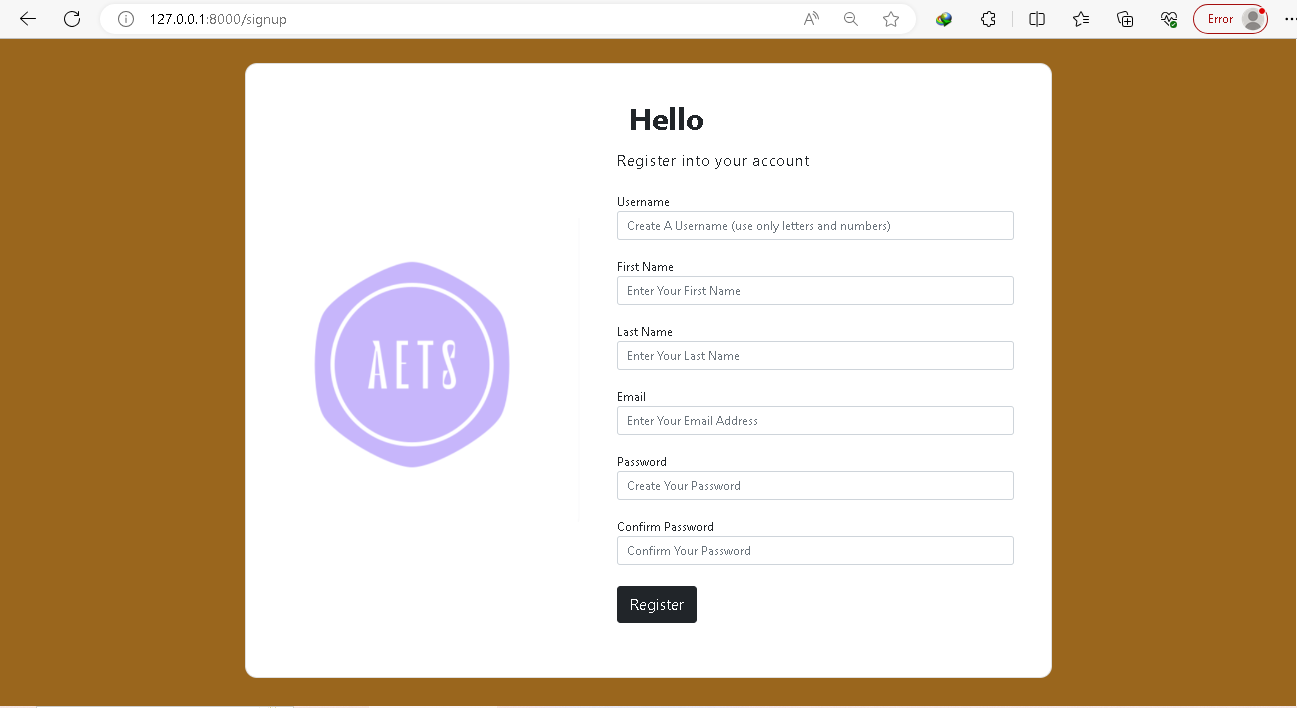 127.0.0.1:8000/signup
Error
Hello
Register into your account
Username
Create A Username (use only letters and numbers)
First Name
Enter Your First Name
Last Name
Enter Your Last Name
AETS
Email
Enter Your Email Address
Password
Create Your Password
Confirm Password
Confirm Your Password
Register